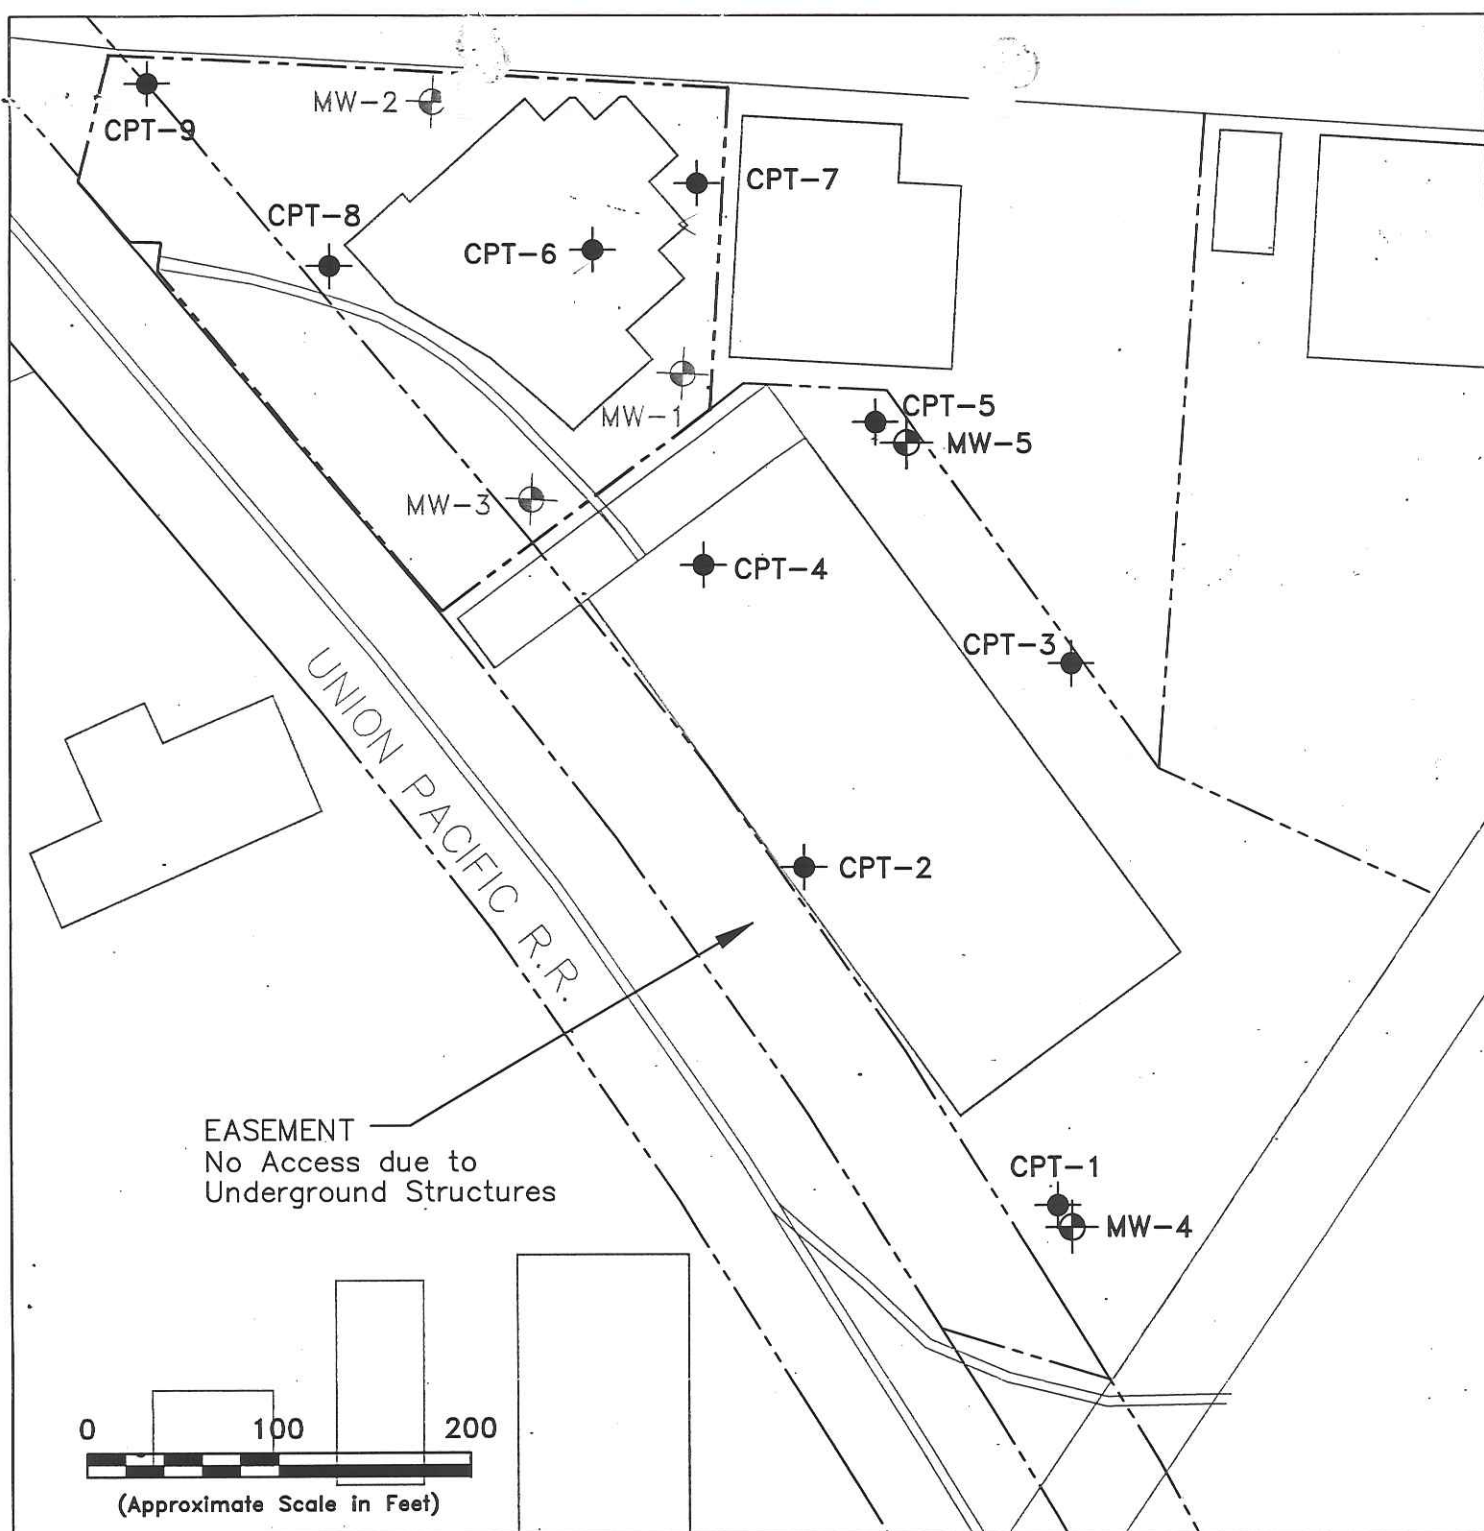 MW-2
CPT-9
CPT-7
CPT-8
CPT-6
MW-1
CPT-5
MW-5
MW-3
CPT-4
CPT-3
UNION PACIFIC R.R.
CPT-2
EASEMENT
No Access due to
Underground Structures
CPT-1
MW-4
0 100 200
(Approximate Scale in Feet)